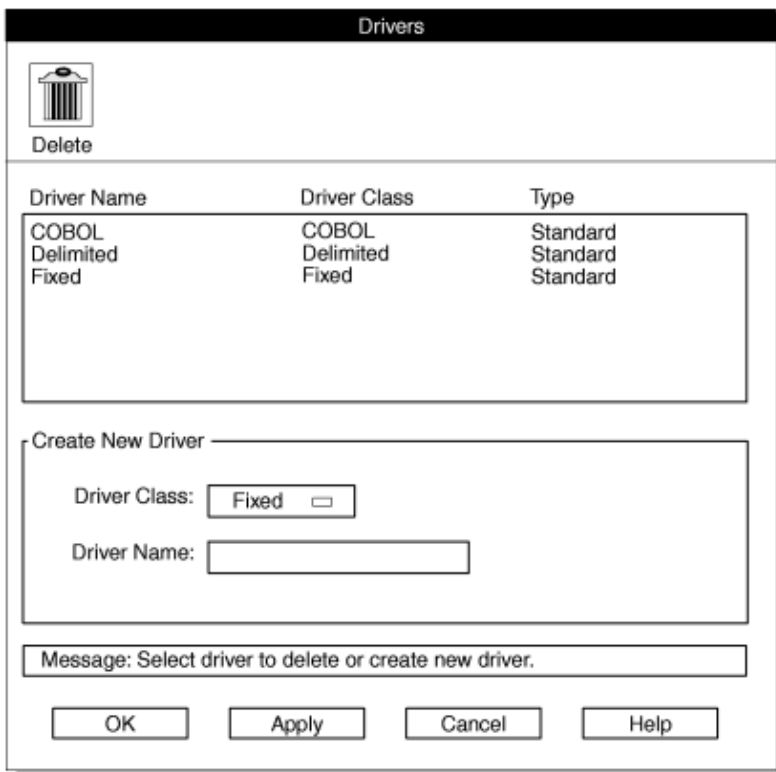 Drivers
Delete
Driver Name Driver Class Type
COBOL COBOL Standard
Delimited Delimited Standard
Fixed Fixed Standard
Create New Driver
Driver Class: Fixed
Driver Name:
Message: Select driver to delete or create new driver.
OK Apply Cancel Help